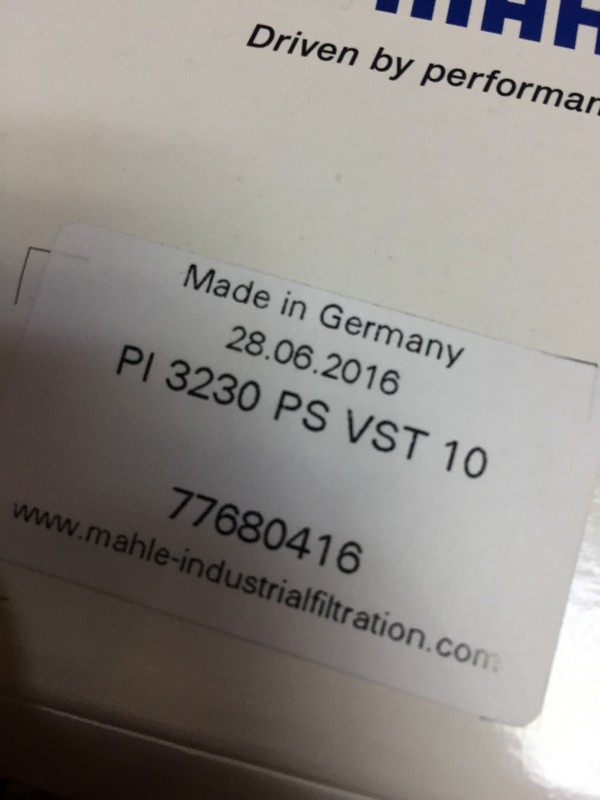 MAH
Driven by performan
Made in Germany
28.06.2016
PI 3230 PS VST 10
77680416
www.mahle-industrialfiltration.com